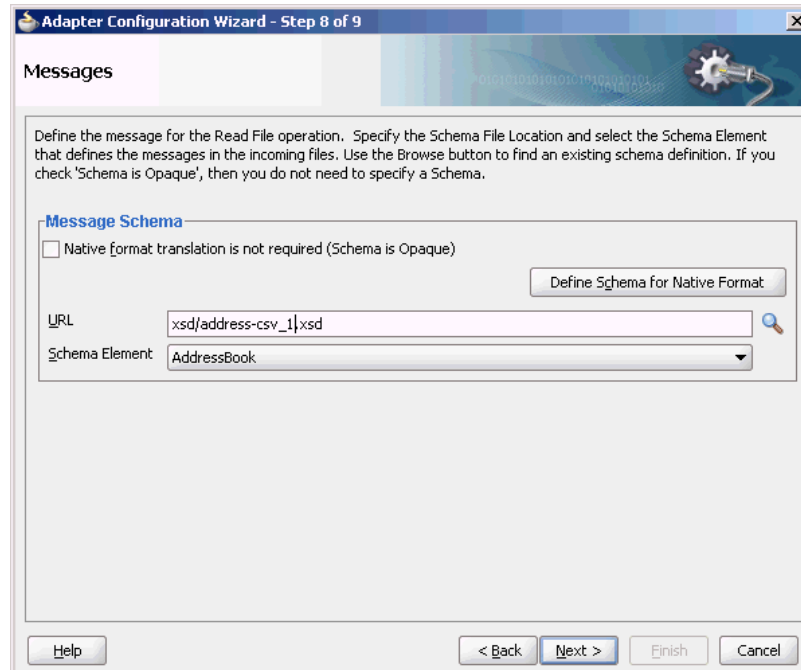 Adapter Configuration Wizard - Step 8 of 9
Messages
Define the message for the Read File operation.  Specify the Schema File Location and select the Schema Element
that defines the messages in the incoming files. Use the Browse button to find an existing schema definition. If you
check 'Schema is Opaque', then you do not need to specify a Schema.
Message Schema
Native format translation is not required (Schema is Opaque)
Define Schema for Native Format
URL xsd/address-csv_1.xsd
Schema Element AddressBook
Help < Back Next > Finish Cancel